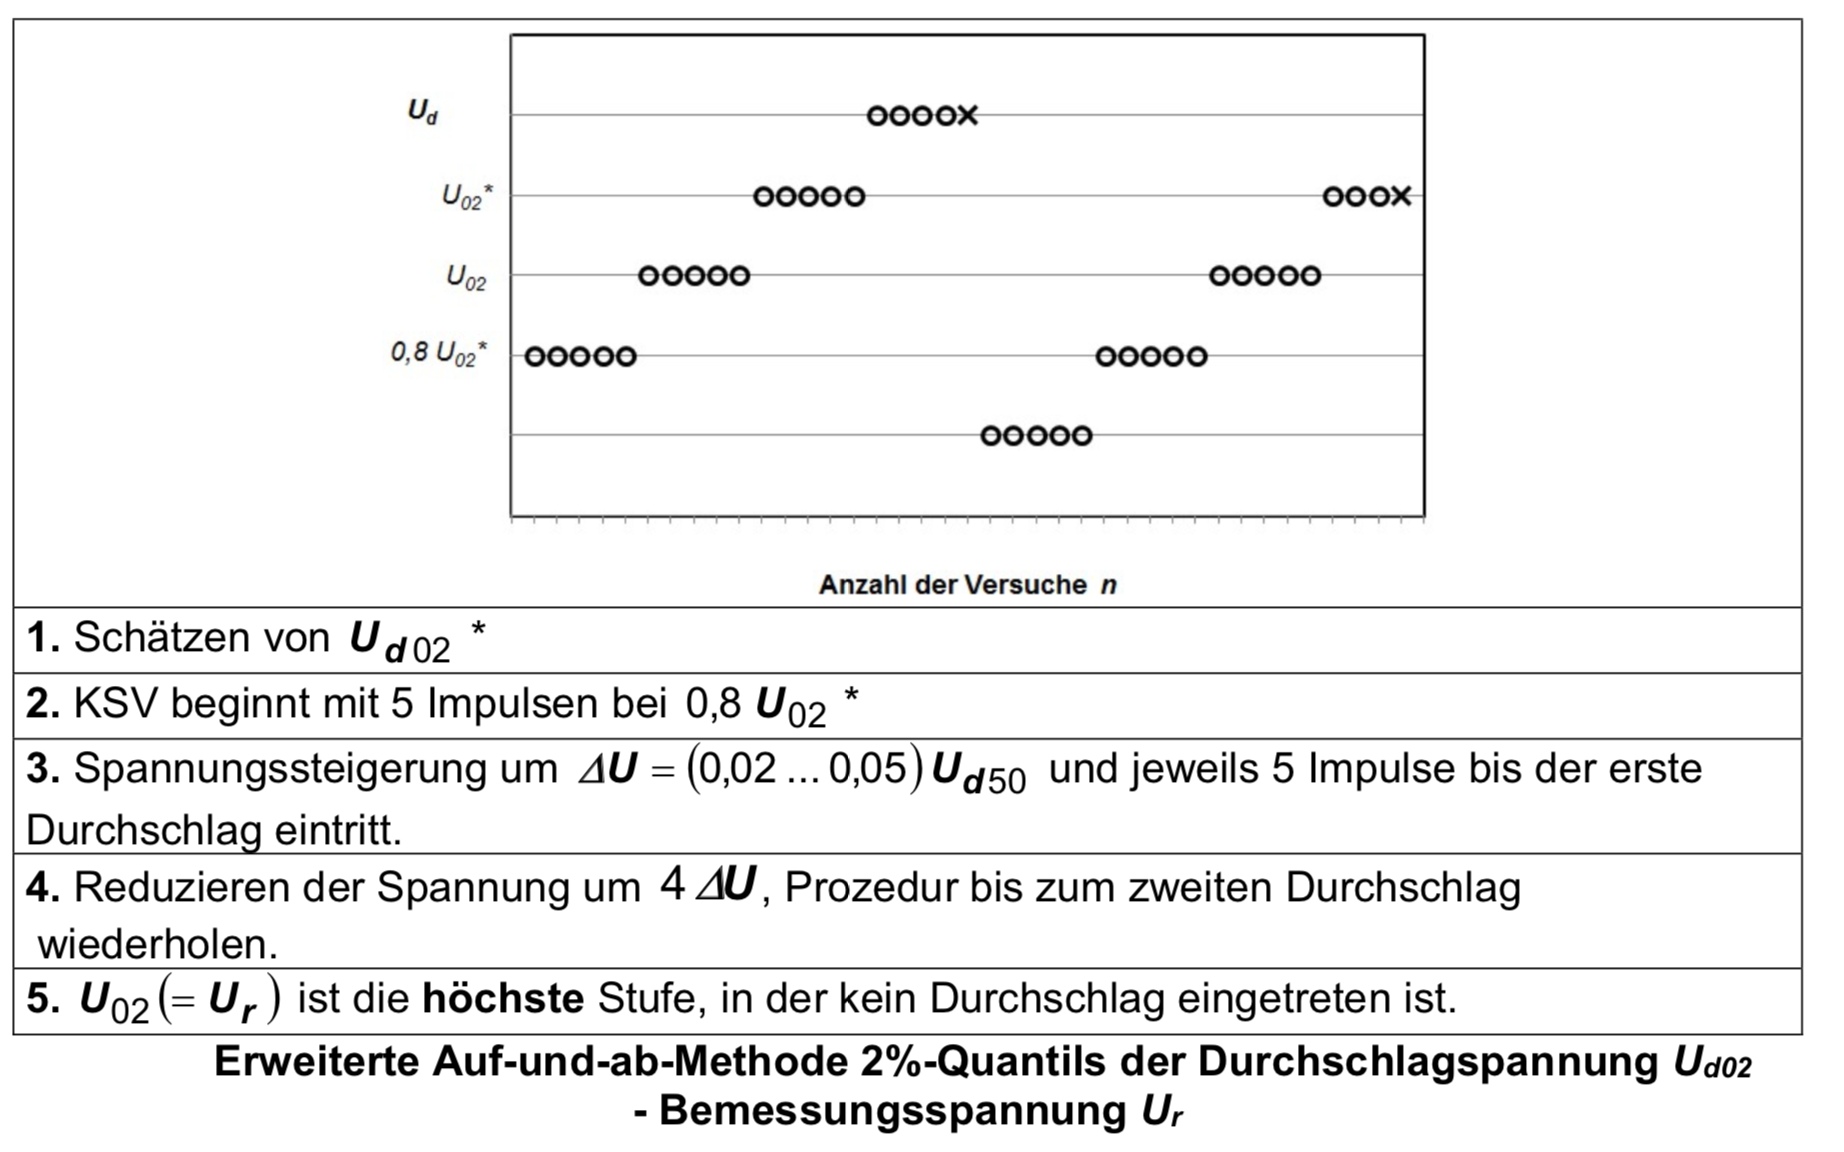 U_d
U_02*
U_02
0,8 U_02*
Anzahl der Versuche n
1. Schätzen von U_d02 *
2. KSV beginnt mit 5 Impulsen bei 0,8 U_02 *
3. Spannungssteigerung um ΔU = (0,02 ... 0,05) U_d50 und jeweils 5 Impulse bis der erste
Durchschlag eintritt.
4. Reduzieren der Spannung um 4 ΔU, Prozedur bis zum zweiten Durchschlag
wiederholen.
5. U_02 (= U_r) ist die höchste Stufe, in der kein Durchschlag eingetreten ist.
Erweiterte Auf-und-ab-Methode 2%-Quantils der Durchschlagspannung U_d02
- Bemessungsspannung U_r